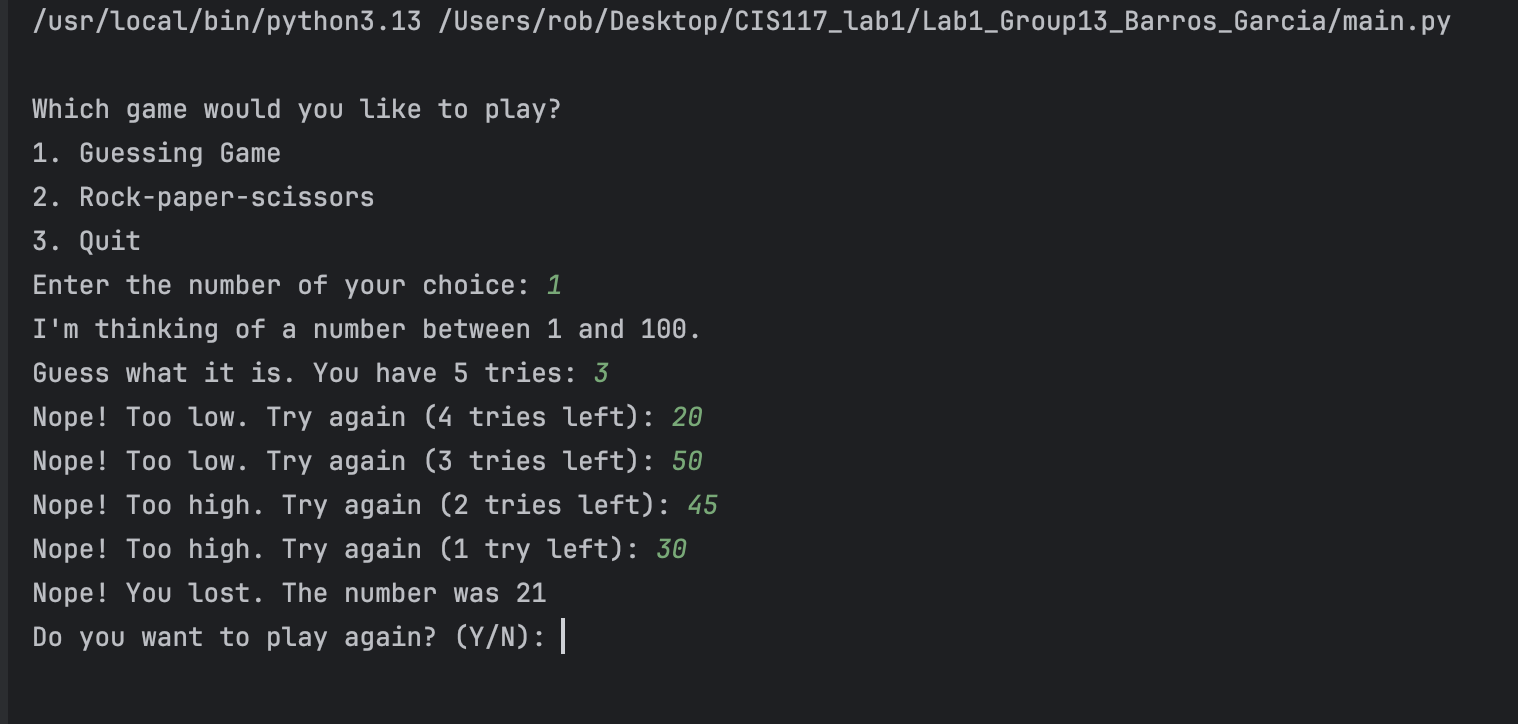 /usr/local/bin/python3.13 /Users/rob/Desktop/CIS117_lab1/Lab1_Group13_Barros_Garcia/main.py
Which game would you like to play?
1. Guessing Game
2. Rock-paper-scissors
3. Quit
Enter the number of your choice: 1
I'm thinking of a number between 1 and 100.
Guess what it is. You have 5 tries: 3
Nope! Too low. Try again (4 tries left): 20
Nope! Too low. Try again (3 tries left): 50
Nope! Too high. Try again (2 tries left): 45
Nope! Too high. Try again (1 try left): 30
Nope! You lost. The number was 21
Do you want to play again? (Y/N):